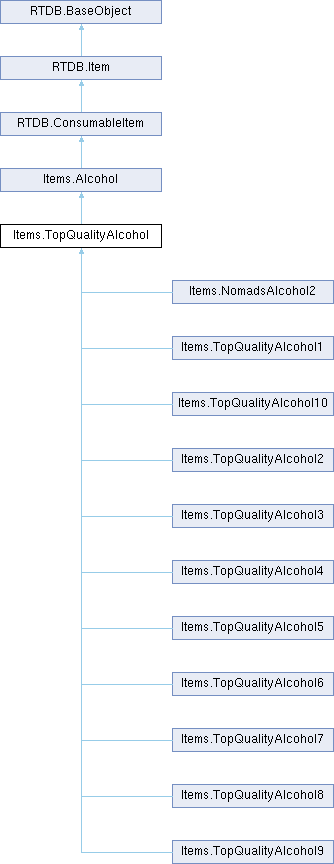 RTDB.BaseObject
RTDB.Item
RTDB.ConsumableItem
Items.Alcohol
Items.TopQualityAlcohol
Items.NomadsAlcohol2
Items.TopQualityAlcohol1
Items.TopQualityAlcohol10
Items.TopQualityAlcohol2
Items.TopQualityAlcohol3
Items.TopQualityAlcohol4
Items.TopQualityAlcohol5
Items.TopQualityAlcohol6
Items.TopQualityAlcohol7
Items.TopQualityAlcohol8
Items.TopQualityAlcohol9